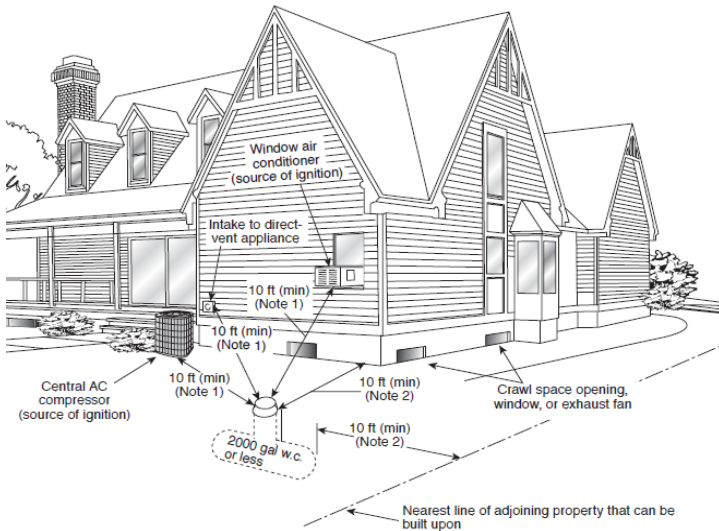 Window air
conditioner
(source of ignition)
Intake to direct-
vent appliance
10 ft (min)
(Note 1)
10 ft (min)
(Note 1)
10 ft (min)
(Note 1)
10 ft (min)
(Note 2)
Central AC
compressor
(source of ignition)
Crawl space opening,
window, or exhaust fan
2000 gal w.c.
or less
10 ft (min)
(Note 2)
Nearest line of adjoining property that can be
built upon